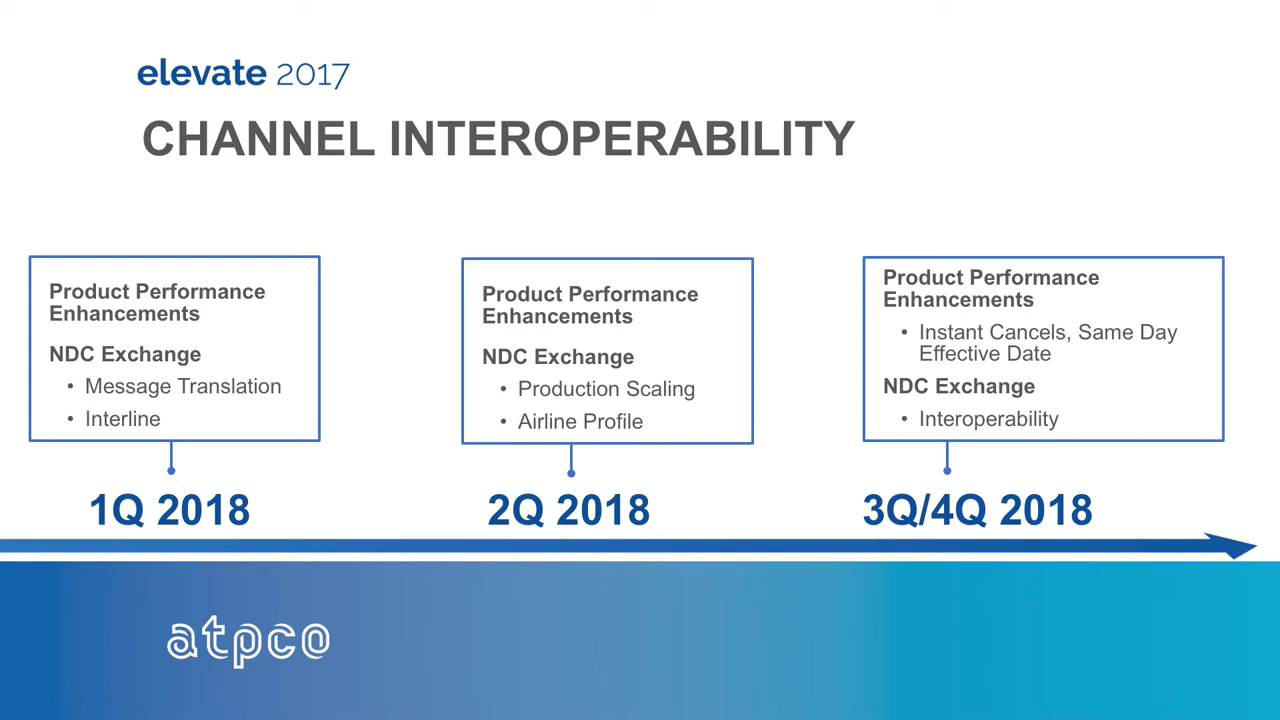 elevate 2017
CHANNEL INTEROPERABILITY
Product Performance
Enhancements
NDC Exchange
• Message Translation
• Interline
1Q 2018
Product Performance
Enhancements
NDC Exchange
• Production Scaling
• Airline Profile
2Q 2018
Product Performance
Enhancements
• Instant Cancels, Same Day
Effective Date
NDC Exchange
• Interoperability
3Q/4Q 2018
atpco